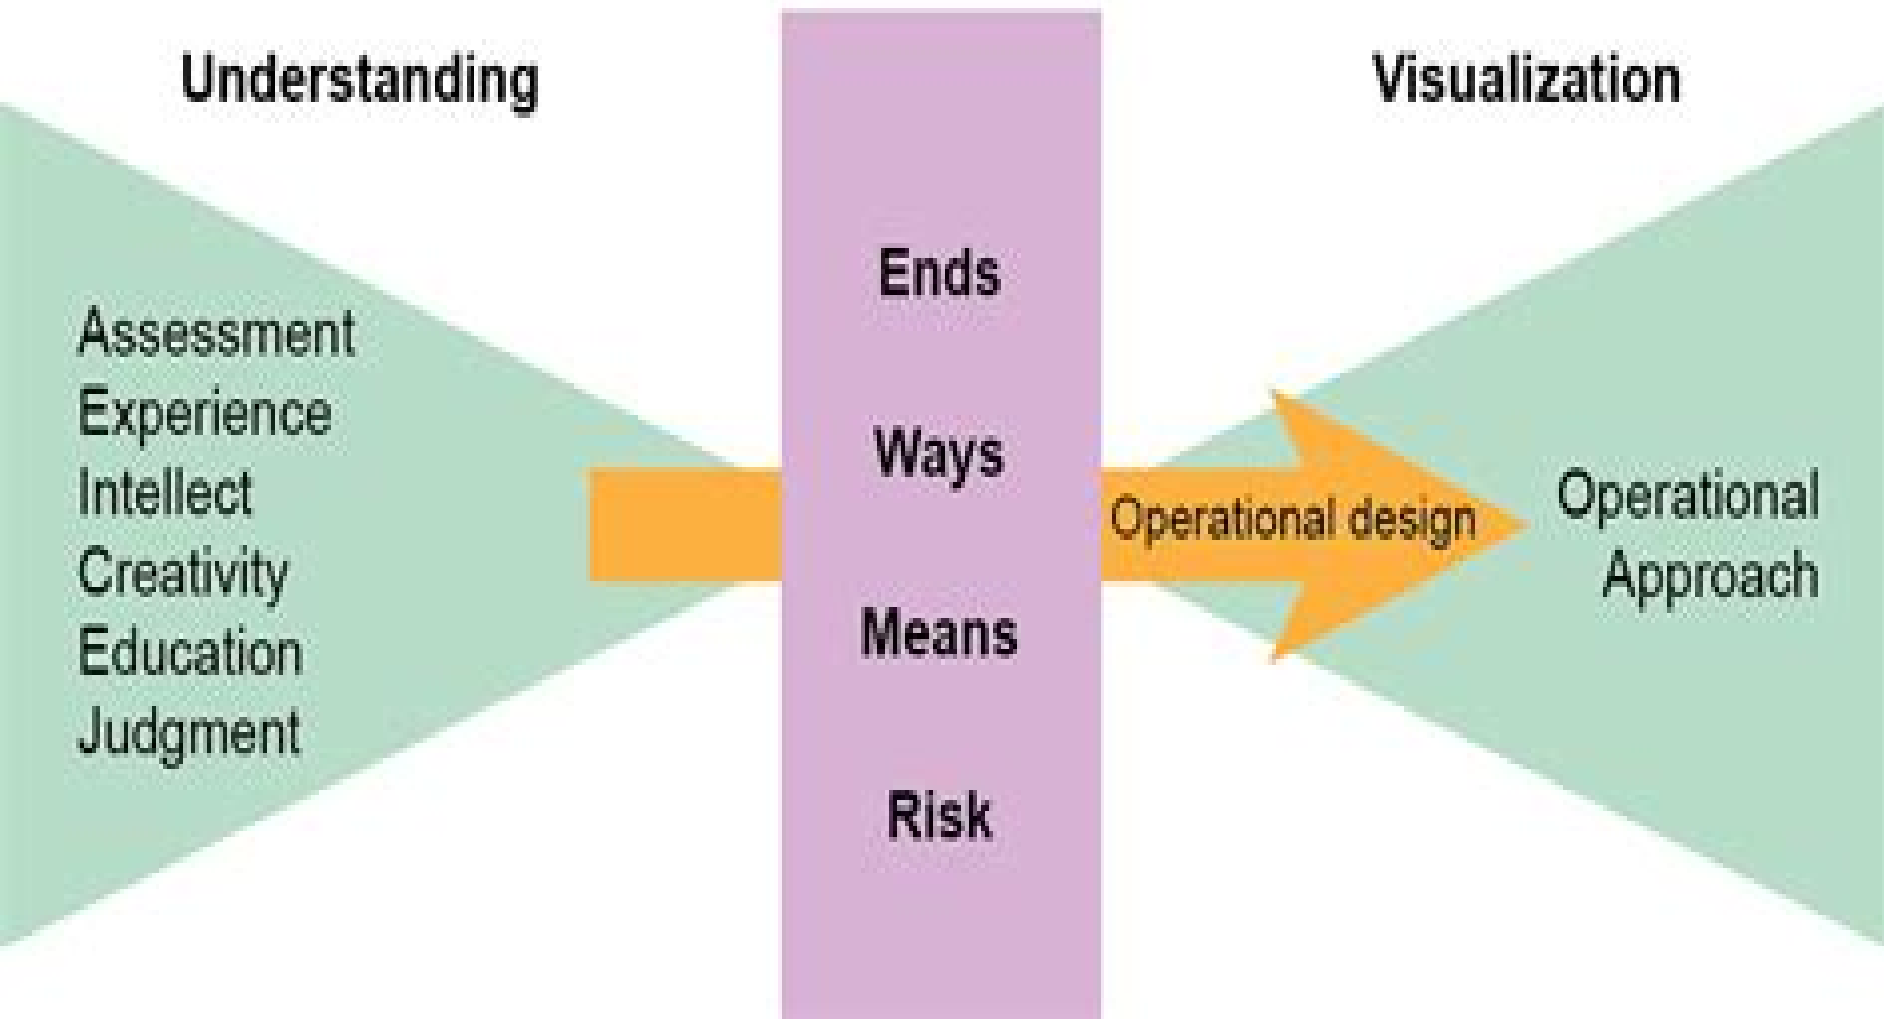 Understanding
Assessment
Experience
Intellect
Creativity
Education
Judgment
Ends
Ways
Means
Risk
Visualization
Operational design
Operational
Approach